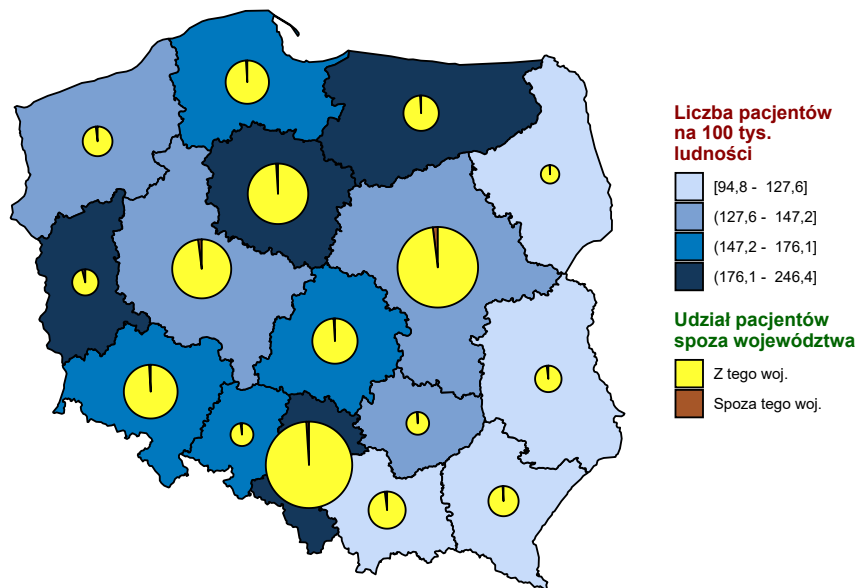 Liczba pacjentów
na 100 tys.
ludności
[94,8 - 127,6]
(127,6 - 147,2]
(147,2 - 176,1]
(176,1 - 246,4]
Udział pacjentów
spoza województwa
Z tego woj.
Spoza tego woj.